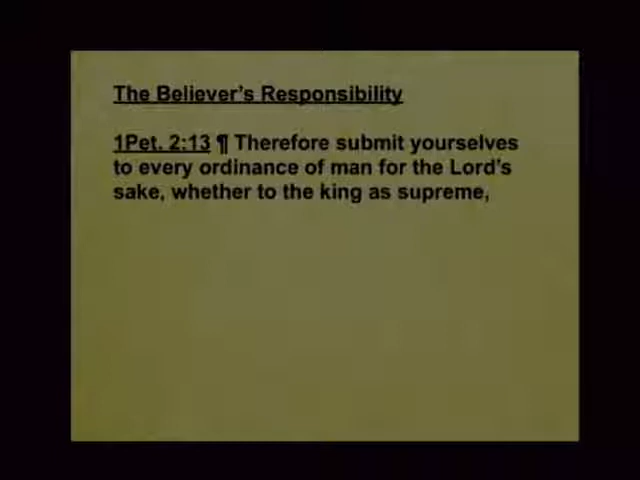 The Believer's Responsibility
1Pet. 2:13 ¶ Therefore submit yourselves
to every ordinance of man for the Lord's
sake, whether to the king as supreme,